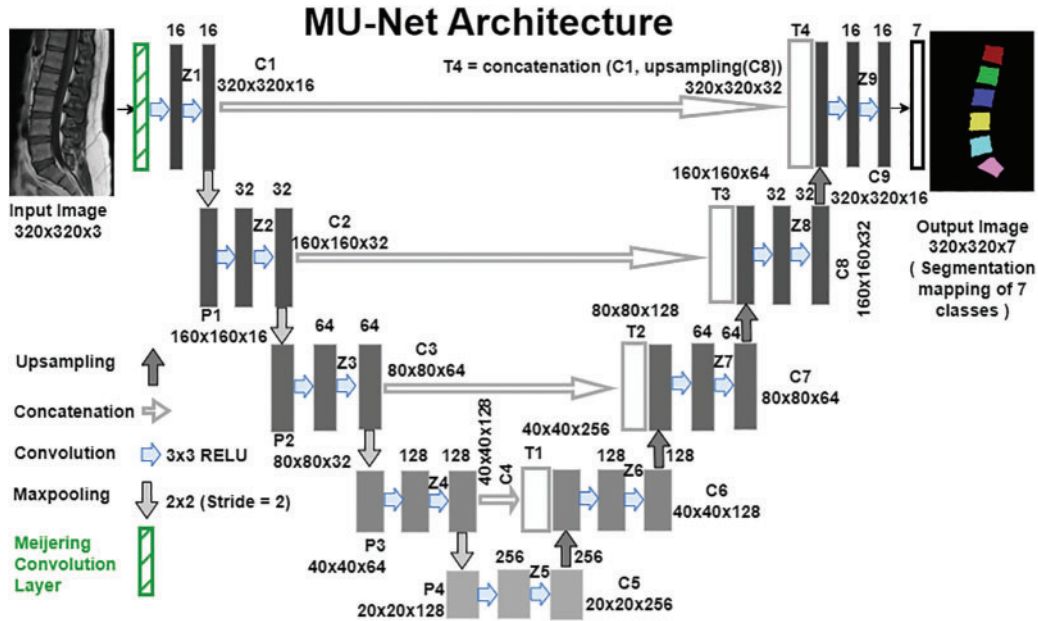 MU-Net Architecture
16 16
Z1
C1
320x320x16
T4 = concatenation (C1, upsampling(C8))
320x320x32
T4 16 16 7
Z9
C9
320x320x16
Input Image
320x320x3
Output Image
320x320x7
( Segmentation
mapping of 7
classes )
32 32
Z2
C2
160x160x32
P1
160x160x16
160x160x64
T3 32 32
Z8
C8
160x160x32
64 64
Z3
C3
80x80x64
P2
80x80x32
80x80x128
T2 64 64
Z7
C7
80x80x64
128 128
Z4
C4
40x40x128
P3
40x40x64
40x40x256
T1 128 128
Z6
C6
40x40x128
P4
20x20x128
256 256
Z5
C5
20x20x256
Upsampling
Concatenation
Convolution 3x3 RELU
Maxpooling 2x2 (Stride = 2)
Meijering
Convolution
Layer